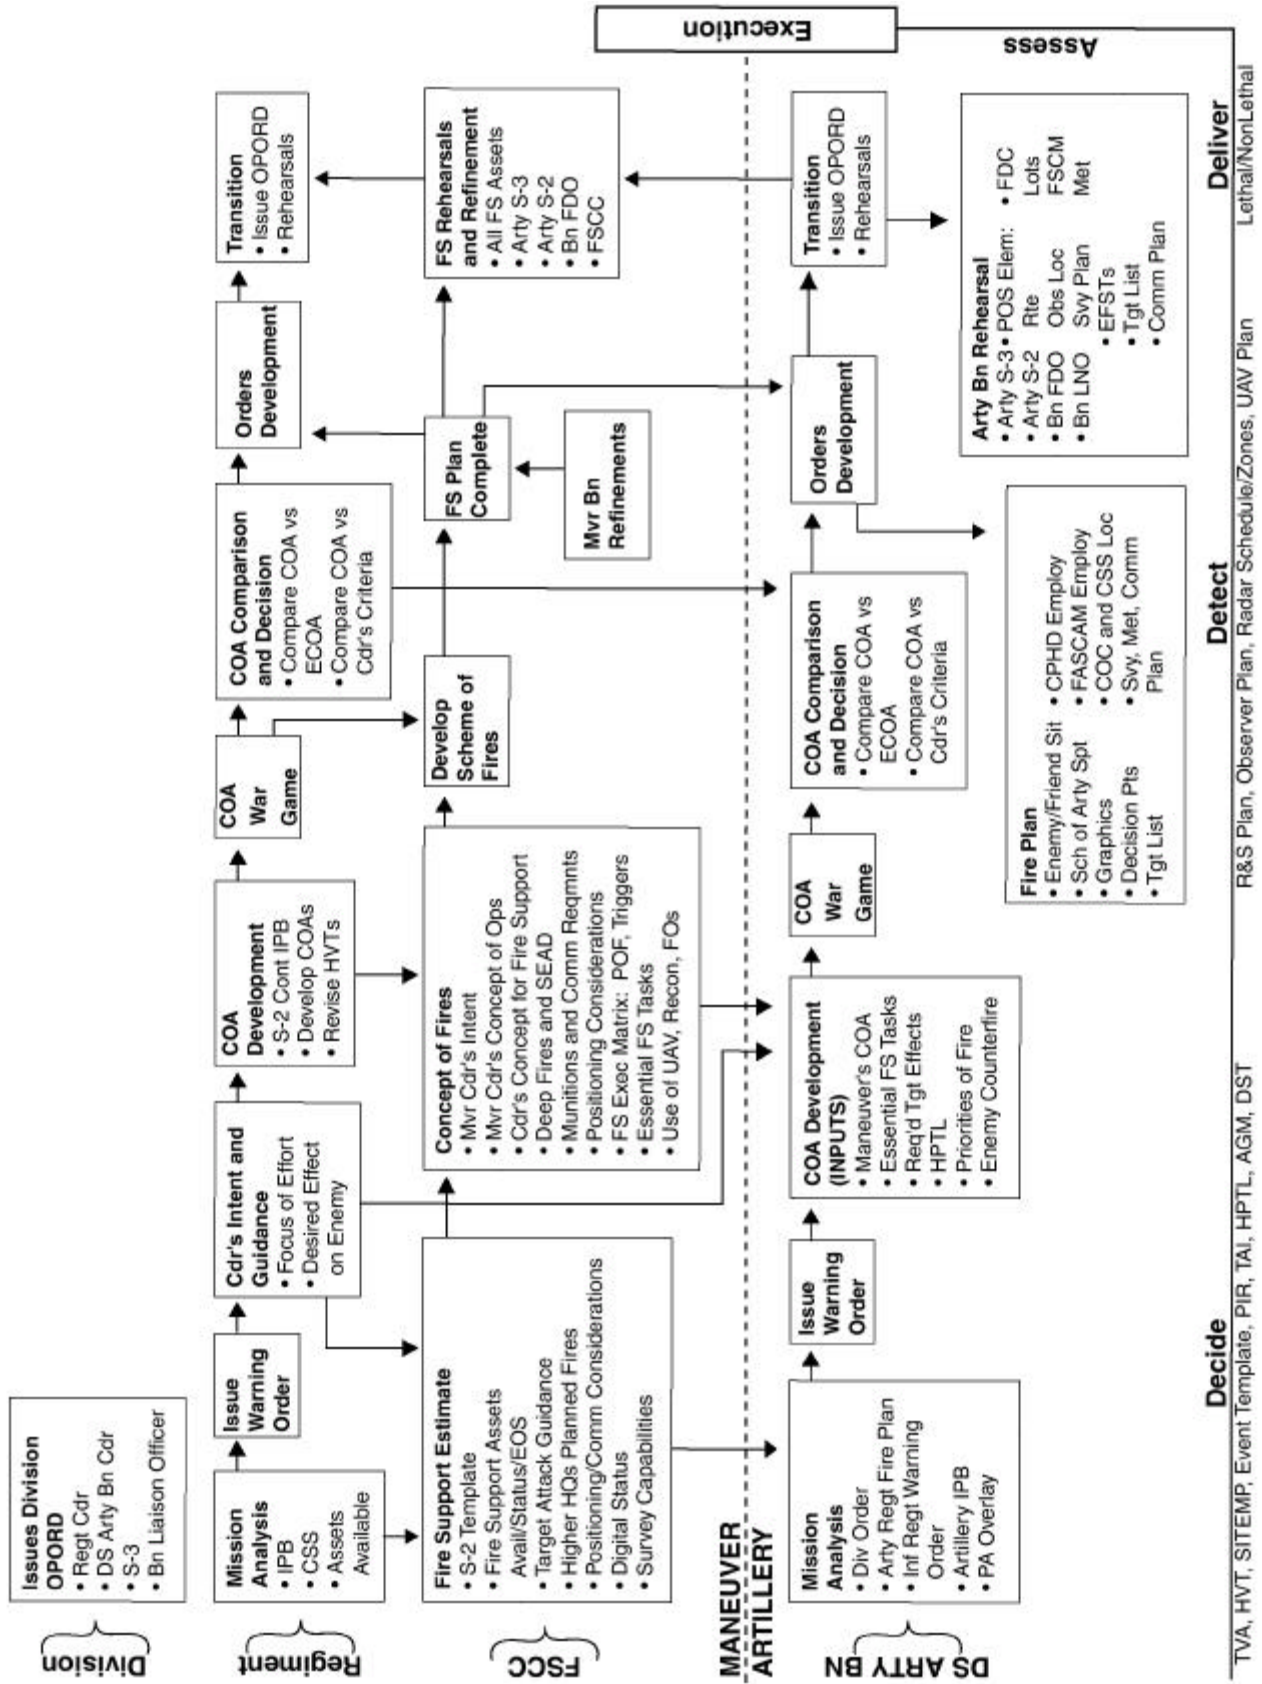 Division
Issues Division
OPORD
• Regt Cdr
• DS Arty Bn Cdr
• S-3
• Bn Liaison Officer
Regiment
Mission
Analysis
• IPB
• CSS
• Assets
Available
Issue
Warning
Order
Cdr's Intent and
Guidance
• Focus of Effort
• Desired Effect
on Enemy
COA
Development
• S-2 Cont IPB
• Develop COAs
• Revise HVTs
COA
War
Game
COA Comparison
and Decision
• Compare COA vs
ECOA
• Compare COA vs
Cdr's Criteria
Orders
Development
Transition
• Issue OPORD
• Rehearsals
FSCC
Fire Support Estimate
• S-2 Template
• Fire Support Assets
Avail/Status/EOS
• Target Attack Guidance
• Higher HQs Planned Fires
• Positioning/Comm Considerations
• Digital Status
• Survey Capabilities
Concept of Fires
• Mvr Cdr's Intent
• Mvr Cdr's Concept of Ops
• Cdr's Concept for Fire Support
• Deep Fires and SEAD
• Munitions and Comm Reqmnts
• Positioning Considerations
• FS Exec Matrix: POF, Triggers
• Essential FS Tasks
• Use of UAV, Recon, FOs
Develop
Scheme of
Fires
FS Plan
Complete
Mvr Bn
Refinements
FS Rehearsals
and Refinement
• All FS Assets
• Arty S-3
• Arty S-2
• Bn FDO
• FSCC
Execution
MANEUVER
ARTILLERY
DS ARTY BN
Mission
Analysis
• Div Order
• Arty Regt Fire Plan
• Inf Regt Warning
Order
• Artillery IPB
• PA Overlay
Issue
Warning
Order
COA Development
(INPUTS)
• Maneuver's COA
• Essential FS Tasks
• Req'd Tgt Effects
• HPTL
• Priorities of Fire
• Enemy Counterfire
COA
War
Game
COA Comparison
and Decision
• Compare COA vs
ECOA
• Compare COA vs
Cdr's Criteria
Orders
Development
Transition
• Issue OPORD
• Rehearsals
Assess
Fire Plan
• Enemy/Friend Sit
• Sch of Arty Spt
• Graphics
• Decision Pts
• Tgt List
• CPHD Employ
• FASCAM Employ
• COC and CSS Loc
• Svy, Met, Comm
Plan
Arty Bn Rehearsal
• Arty S-3
• Arty S-2
• Bn FDO
• Bn LNO
• POS Elem:
Rte
Obs Loc
Svy Plan
• EFSTs
• Tgt List
• Comm Plan
• FDC
Lots
FSCM
Met
Decide
TVA, HVT, SITEMP, Event Template, PIR, TAI, HPTL, AGM, DST
Detect
R&S Plan, Observer Plan, Radar Schedule/Zones, UAV Plan
Deliver
Lethal/NonLethal